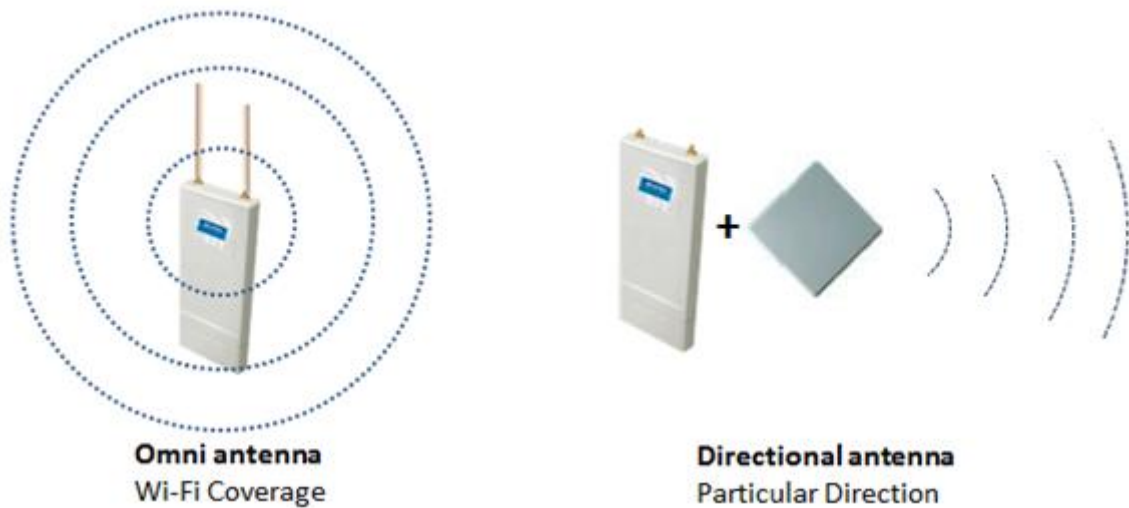 +
Omni antenna
Wi-Fi Coverage
Directional antenna
Particular Direction